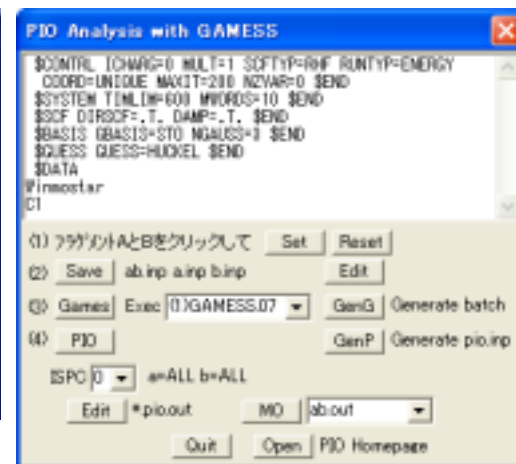 PIO Analysis with GAMESS
$CONTRL ICHARG=0 MULT=1 SCFTYP=RHF RUNTYP=ENERGY
COORD=UNIQUE MAXIT=200 NZVAR=0 $END
$SYSTEM TIMLIM=600 MWORDS=10 $END
$SCF DIRSCF=.T. DAMP=.T. $END
$BASIS GBASIS=STO NGAUSS=3 $END
$GUESS GUESS=HUCKEL $END
$DATA
Winmostar
C1
(1) フラグメントAとBをクリックして Set Reset
(2) Save ab.inp a.inp b.inp Edit
(3) Games Exec (1)GAMESS.07 GenG Generate batch
(4) PIO GenP Generate pio.inp
ISPC 0 a=ALL b=ALL
Edit *pio.out MO ab.out
Quit Open PIO Homepage